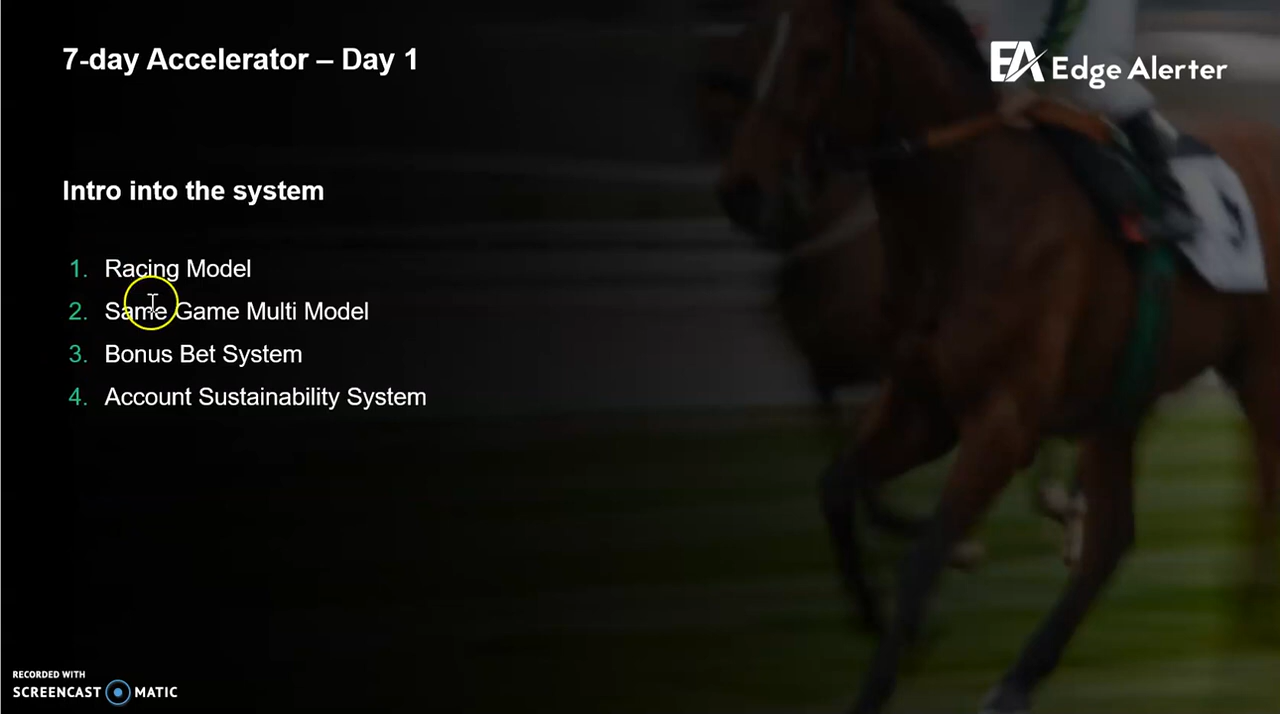 7-day Accelerator – Day 1
EA Edge Alerter
Intro into the system
1. Racing Model
2. Same Game Multi Model
3. Bonus Bet System
4. Account Sustainability System
RECORDED WITH
SCREENCAST MATIC